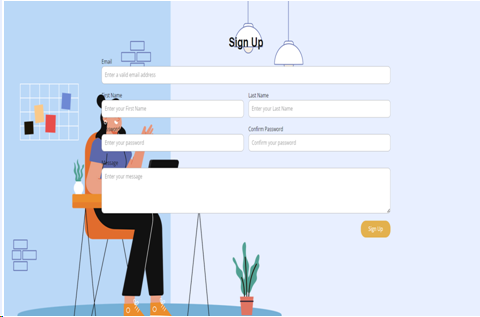 Sign Up
Email
Enter a valid email address
First Name
Last Name
Enter your First Name
Enter your Last Name
Confirm Password
Enter your password
Confirm your password
Message
Enter your message
Sign Up